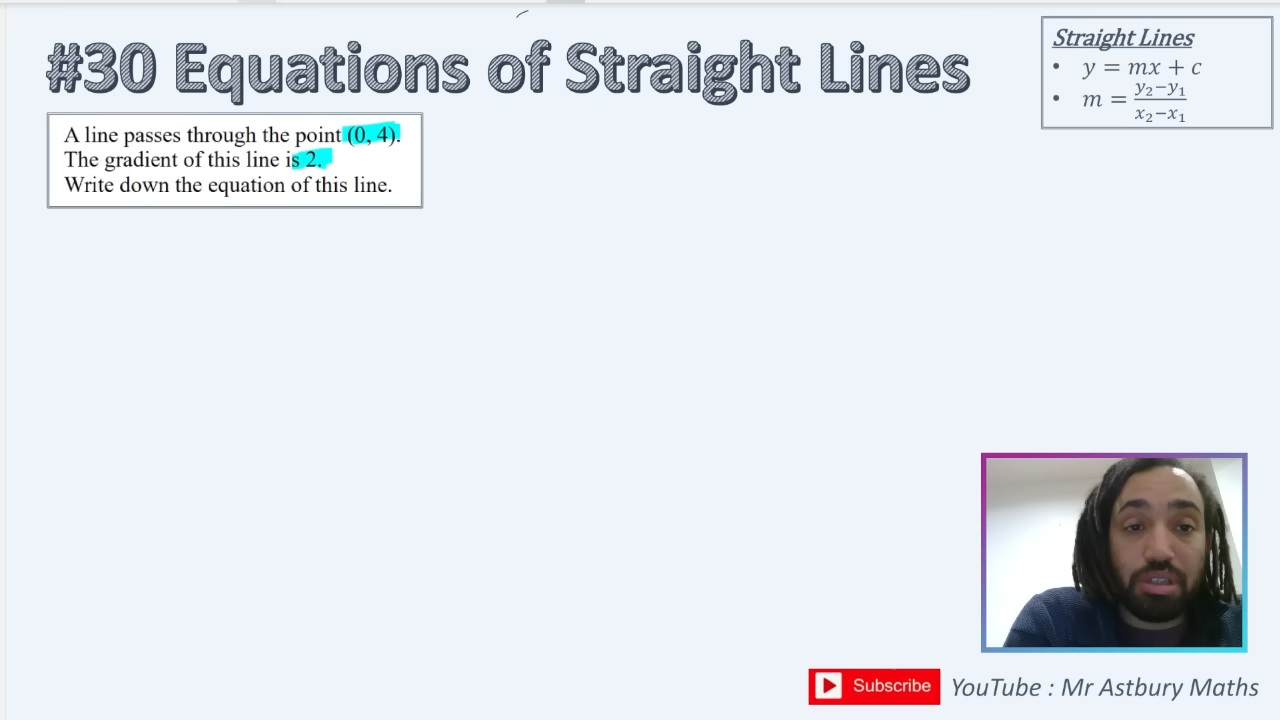 #30 Equations of Straight Lines
Straight Lines
• y = mx + c
• m = y₂−y₁ / x₂−x₁
A line passes through the point (0, 4).
The gradient of this line is 2.
Write down the equation of this line.
Subscribe
YouTube : Mr Astbury Maths